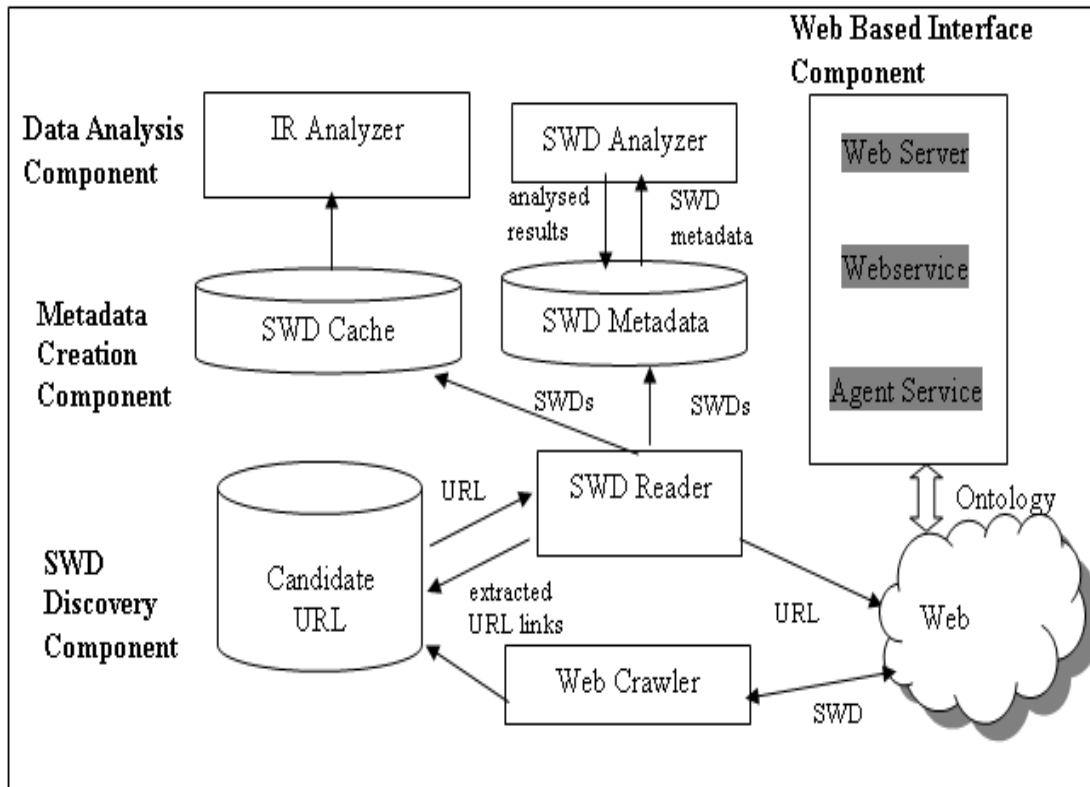 Web Based Interface
Component
Data Analysis
Component
IR Analyzer
SWD Analyzer
Web Server
analysed
results
SWD
metadata
Webservice
Metadada
Creation
Component
SWD Cache
SWD Metadata
Agent Service
SWDs
SWDs
URL
SWD Reader
Ontology
SWD
Discovery
Component
Candidate
URL
extracted
URL links
URL
Web
Web Crawler
SWD